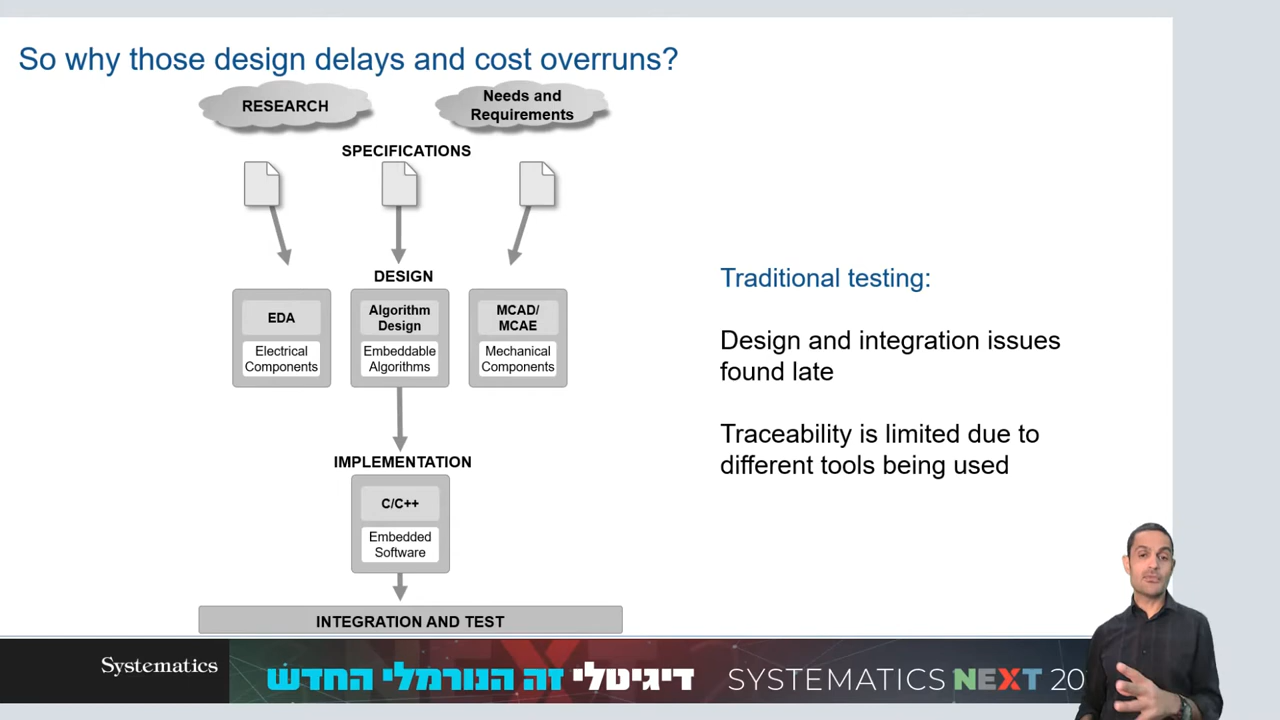 So why those design delays and cost overruns?
RESEARCH
Needs and
Requirements
SPECIFICATIONS
DESIGN
EDA
Electrical
Components
Algorithm
Design
Embeddable
Algorithms
MCAD/
MCAE
Mechanical
Components
IMPLEMENTATION
C/C++
Embedded
Software
INTEGRATION AND TEST
Traditional testing:
Design and integration issues
found late
Traceability is limited due to
different tools being used
Systematics
דיגיטלי זה הנורמלי החדש
SYSTEMATICS NEXT 20